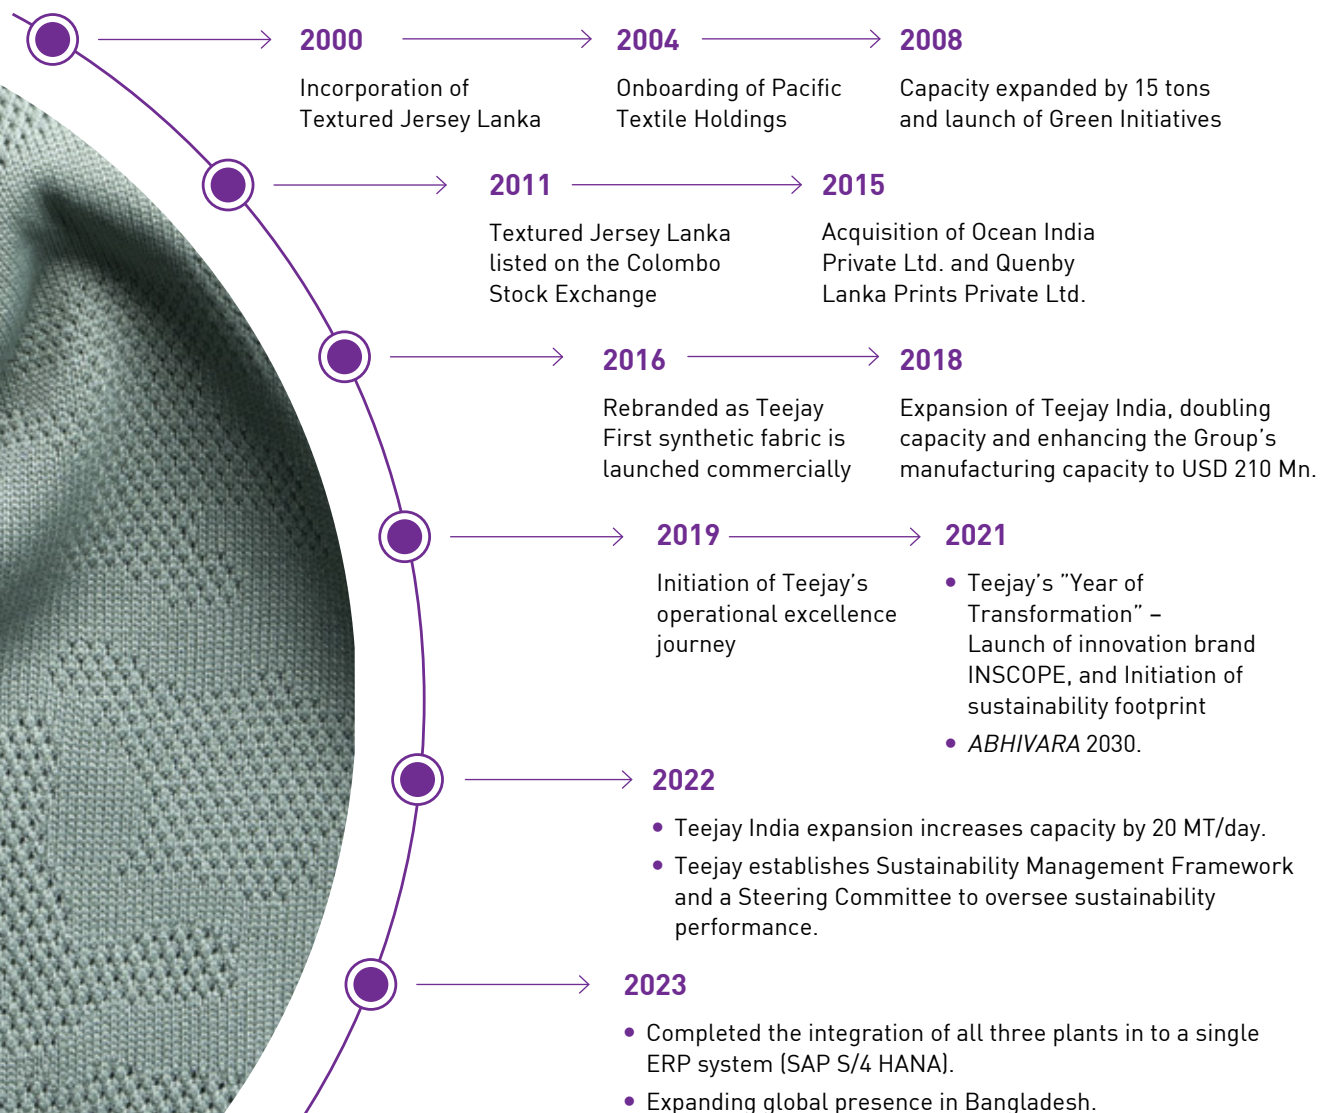 2000
Incorporation of
Textured Jersey Lanka
2004
Onboarding of Pacific
Textile Holdings
2008
Capacity expanded by 15 tons
and launch of Green Initiatives
2011
Textured Jersey Lanka
listed on the Colombo
Stock Exchange
2015
Acquisition of Ocean India
Private Ltd. and Quenby
Lanka Prints Private Ltd.
2016
Rebranded as Teejay
First synthetic fabric is
launched commercially
2018
Expansion of Teejay India, doubling
capacity and enhancing the Group’s
manufacturing capacity to USD 210 Mn.
2019
Initiation of Teejay’s
operational excellence
journey
2021
• Teejay’s ”Year of
Transformation” –
Launch of innovation brand
INSCOPE, and Initiation of
sustainability footprint
• ABHIVARA 2030.
2022
• Teejay India expansion increases capacity by 20 MT/day.
• Teejay establishes Sustainability Management Framework
and a Steering Committee to oversee sustainability
performance.
2023
• Completed the integration of all three plants in to a single
ERP system (SAP S/4 HANA).
• Expanding global presence in Bangladesh.